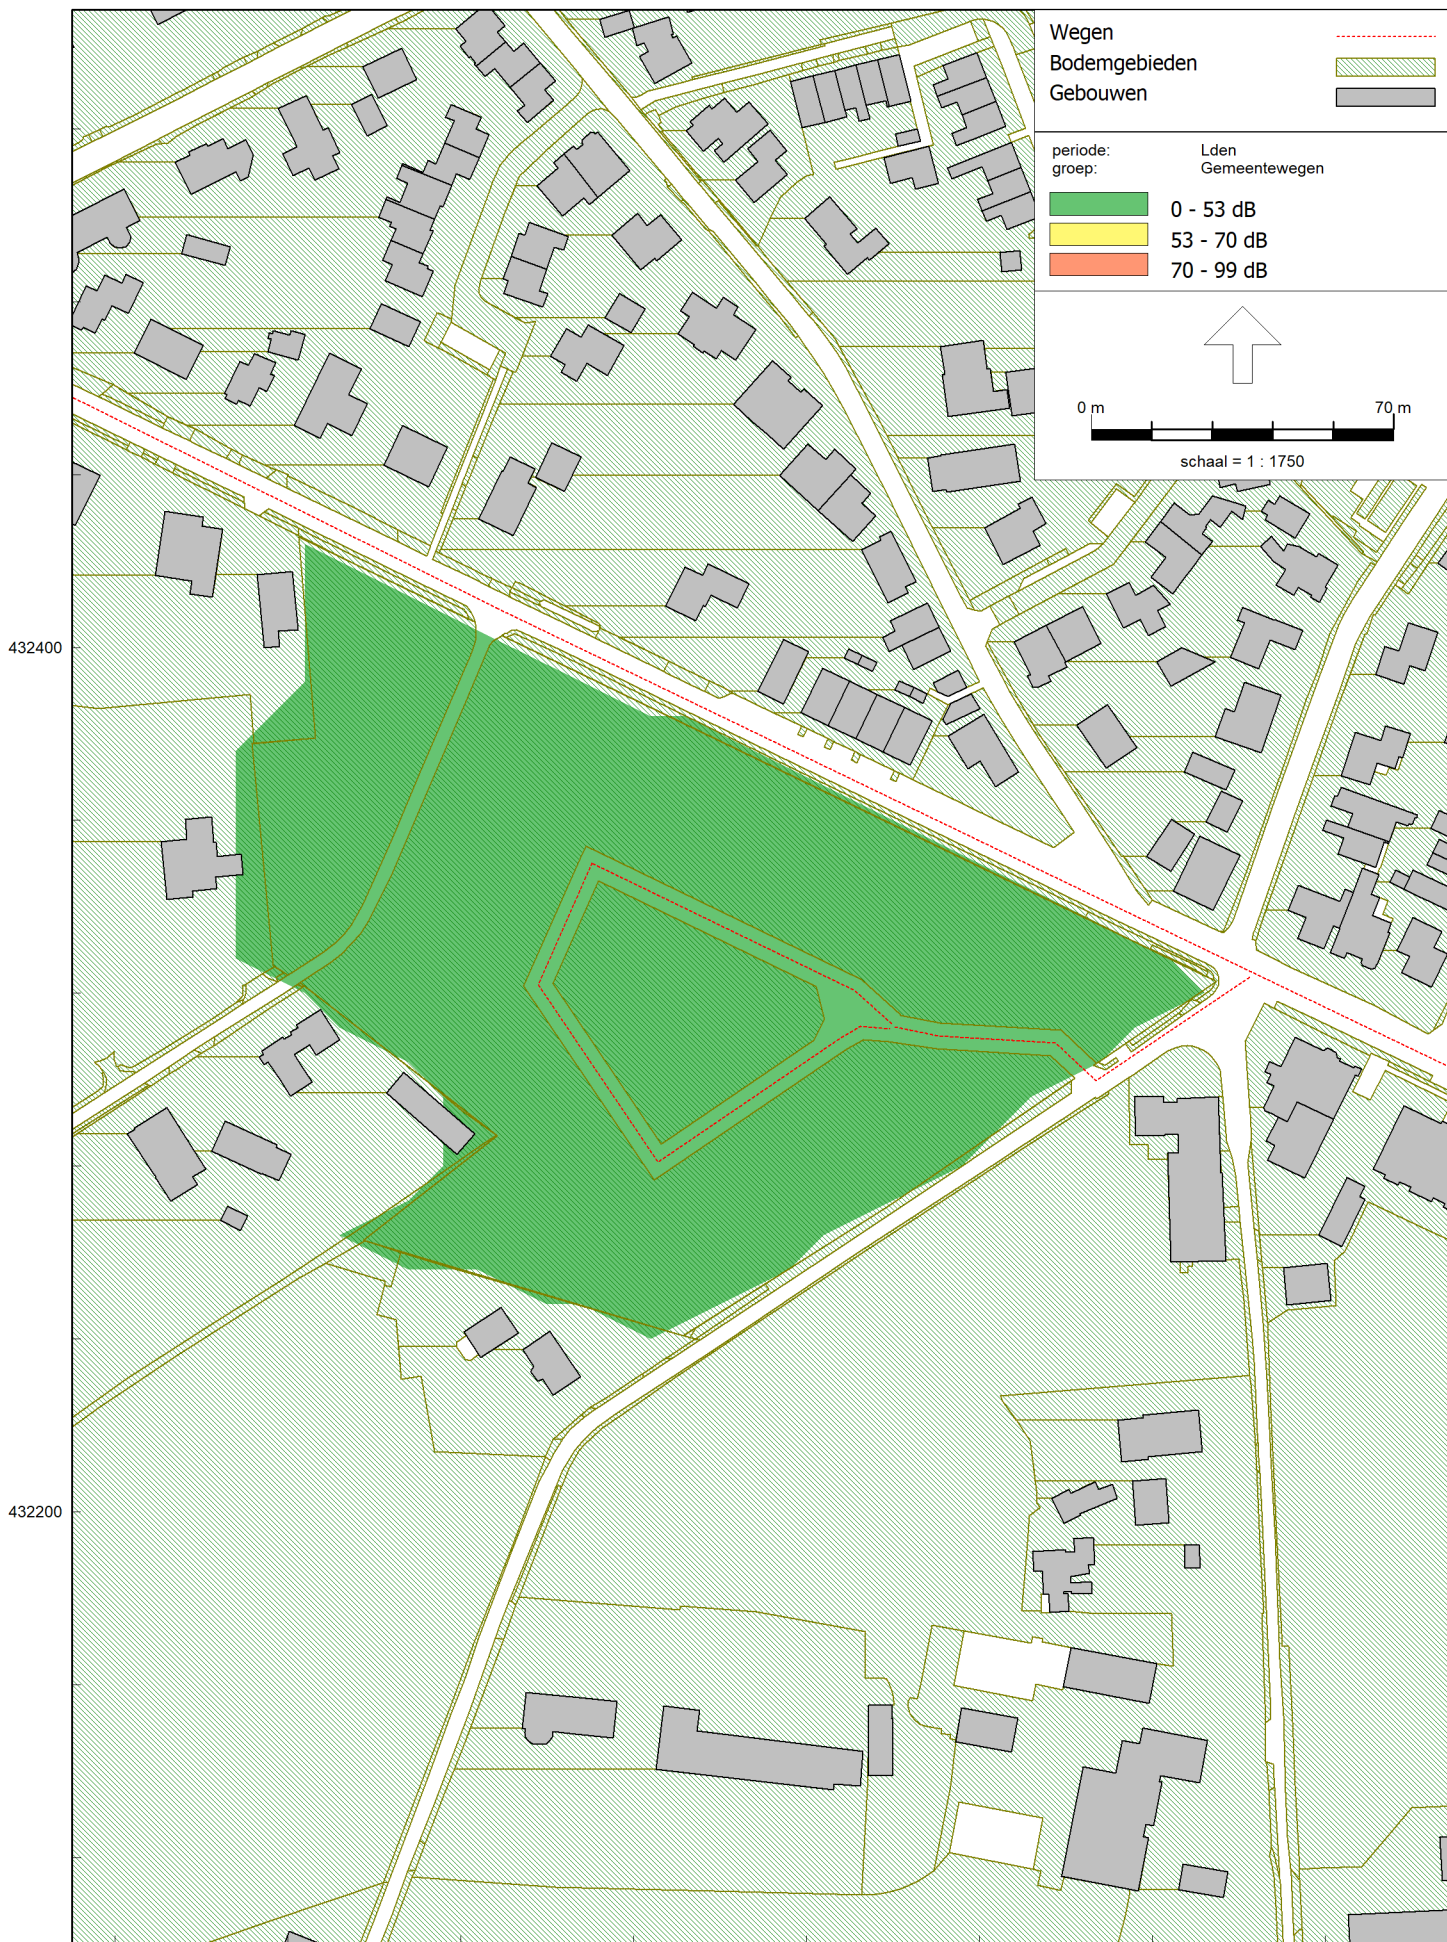 Wegen
Bodemgebieden
Gebouwen
periode: Lden
groep: Gemeentewegen
0 - 53 dB
53 - 70 dB
70 - 99 dB
0 m 70 m
schaal = 1 : 1750
432400
432200